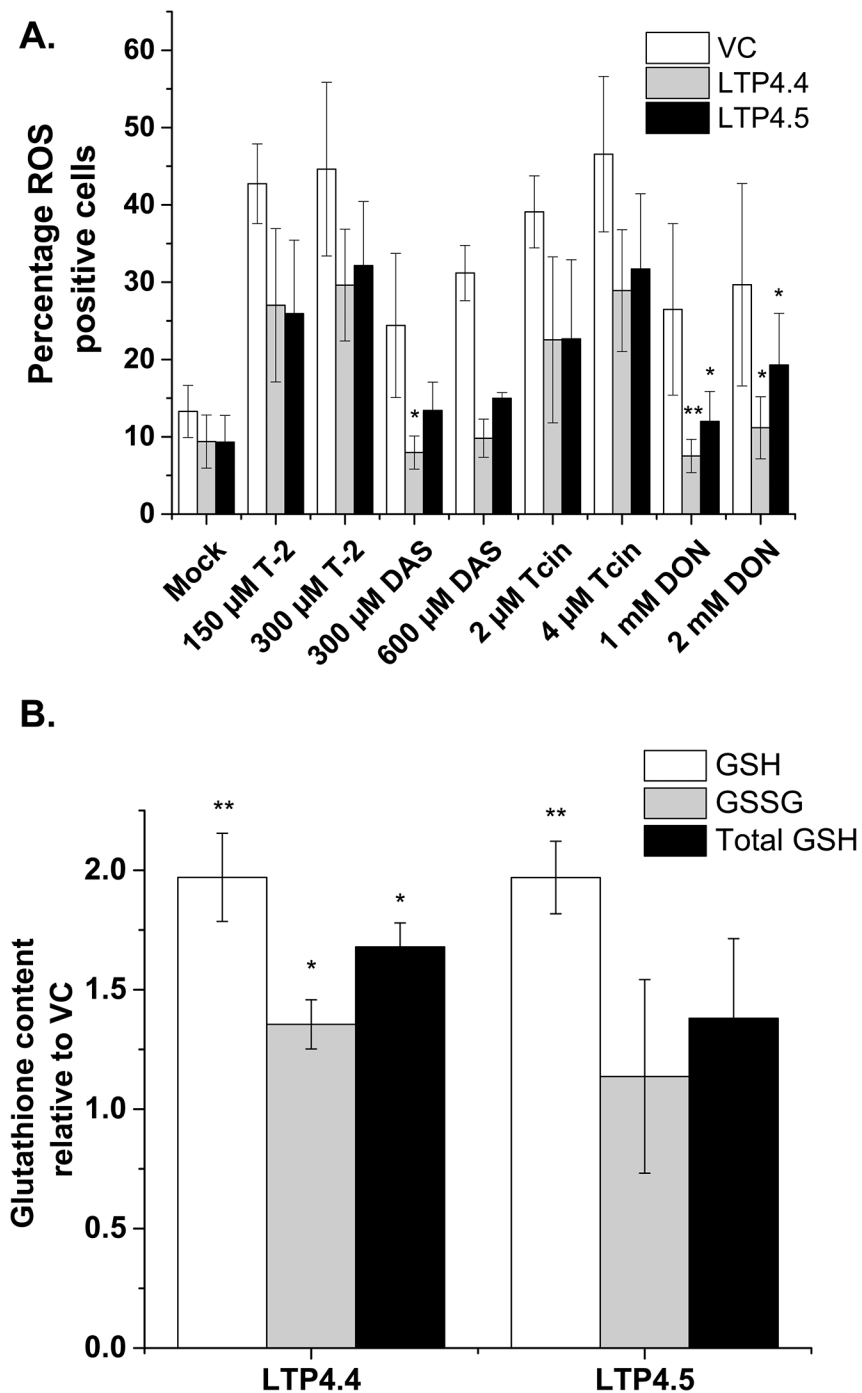 A.
VC
LTP4.4
LTP4.5
Percentage ROS
positive cells
60
50
40
30
20
10
0
*
**
*
*
*
Mock
150 µM T-2
300 µM T-2
300 µM DAS
600 µM DAS
2 µM Tcin
4 µM Tcin
1 mM DON
2 mM DON
B.
GSH
GSSG
Total GSH
Glutathione content
relative to VC
2.0
1.5
1.0
0.5
0.0
**
*
*
**
LTP4.4
LTP4.5